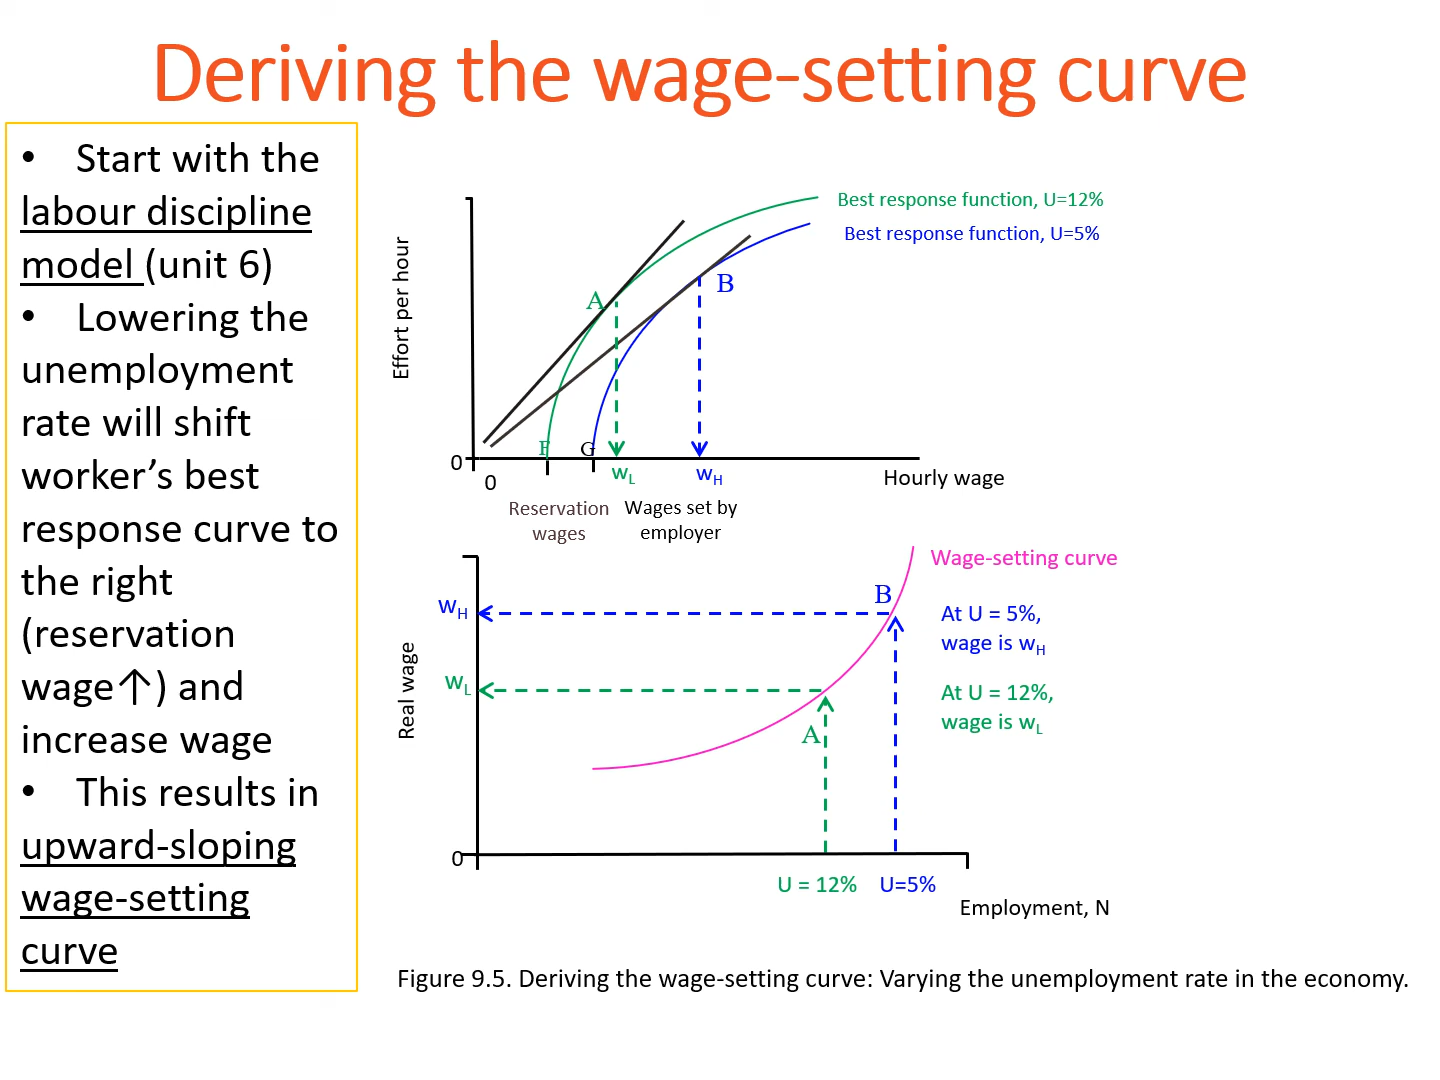 Deriving the wage-setting curve
• Start with the
labour discipline
model (unit 6)
• Lowering the
unemployment
rate will shift
worker’s best
response curve to
the right
(reservation
wage↑) and
increase wage
• This results in
upward-sloping
wage-setting
curve
Best response function, U=12%
Best response function, U=5%
Effort per hour
A
B
F
G
0
0
wL
wH
Hourly wage
Reservation
wages
Wages set by
employer
Wage-setting curve
B
wH
At U = 5%,
wage is wH
Real wage
wL
At U = 12%,
wage is wL
A
0
U = 12%
U=5%
Employment, N
Figure 9.5. Deriving the wage-setting curve: Varying the unemployment rate in the economy.